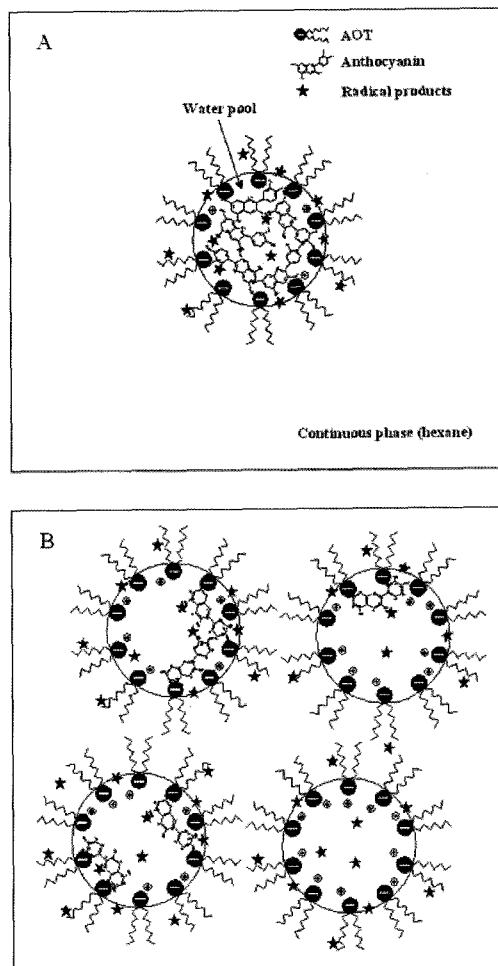 A
AOT
Anthocyanin
Radical products
Water pool
Continuous phase (hexane)
B